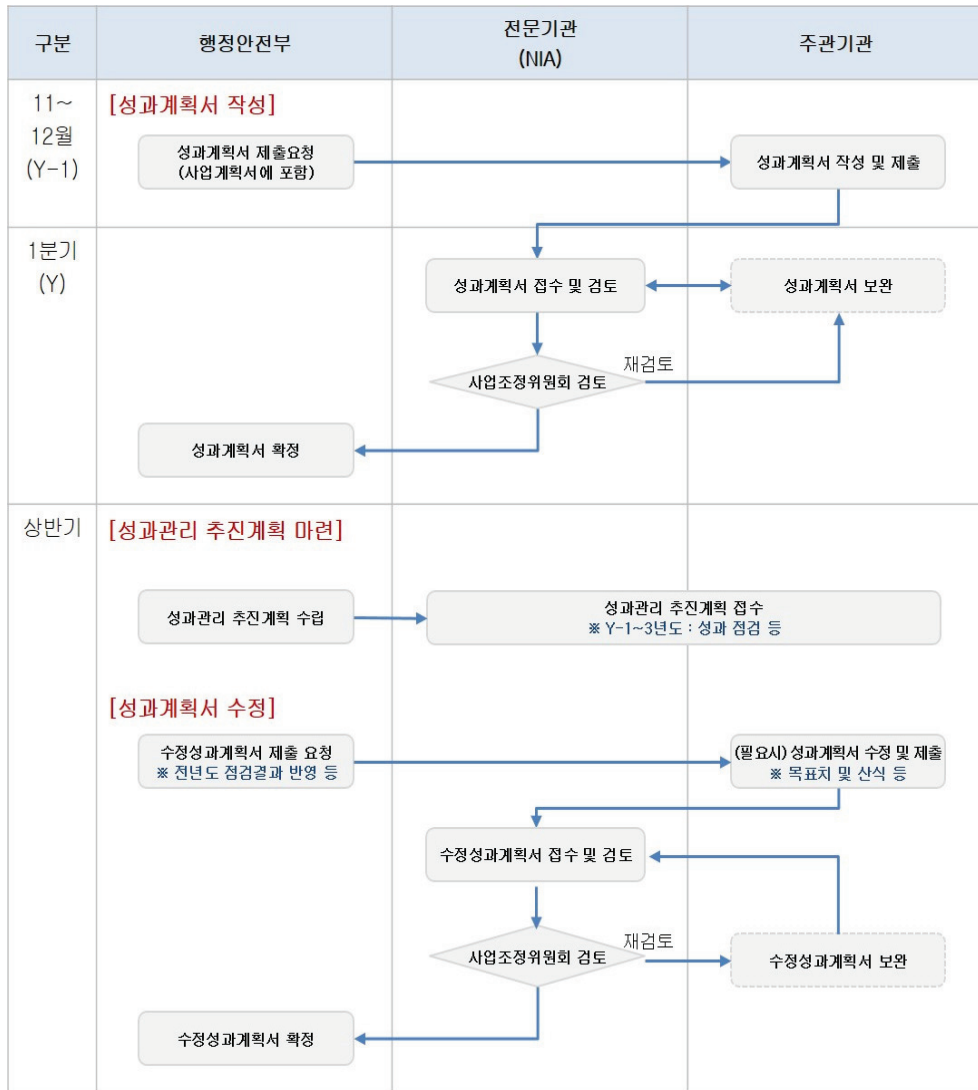 구분
행정안전부
전문기관
(NIA)
주관기관
11~
12월
(Y-1)
[성과계획서 작성]
성과계획서 제출요청
(사업계획서에 포함)
성과계획서 작성 및 제출
1분기
(Y)
성과계획서 접수 및 검토
성과계획서 보완
사업조정위원회 검토
재검토
성과계획서 확정
상반기
[성과관리 추진계획 마련]
성과관리 추진계획 수립
성과관리 추진계획 접수
※ Y-1~3년도 : 성과 점검 등
[성과계획서 수정]
수정성과계획서 제출 요청
※ 전년도 점검결과 반영 등
(필요시) 성과계획서 수정 및 제출
※ 목표치 및 산식 등
수정성과계획서 접수 및 검토
사업조정위원회 검토
재검토
수정성과계획서 보완
수정성과계획서 확정